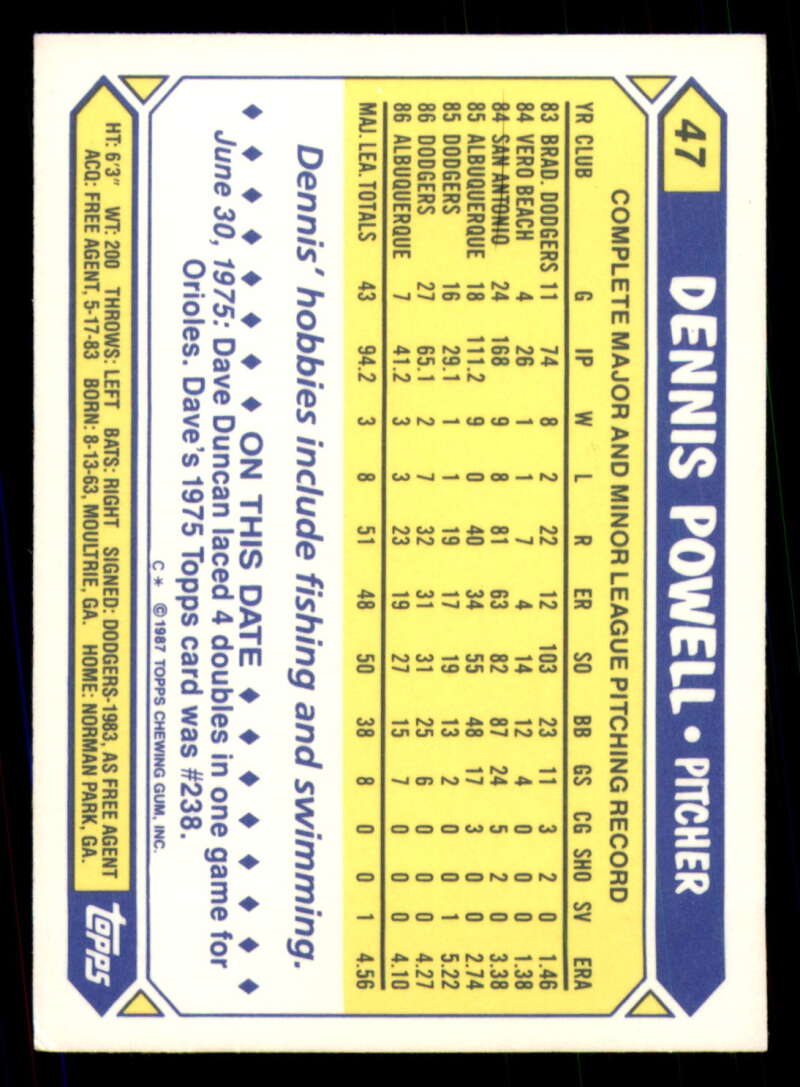 47
DENNIS POWELL • PITCHER
COMPLETE MAJOR AND MINOR LEAGUE PITCHING RECORD
YR CLUB G IP W L R ER SO BB GS CG SHO SV ERA
83 BRAD. DODGERS 11 74 8 2 22 12 103 23 11 3 2 0 1.46
84 VERO BEACH 4 26 1 1 7 4 14 12 4 0 0 0 1.38
84 SAN ANTONIO 24 168 9 8 81 63 82 87 24 5 2 0 3.38
85 ALBUQUERQUE 18 111.2 9 0 40 34 55 48 17 3 0 0 2.74
85 DODGERS 16 29.1 1 1 19 17 19 13 2 0 0 1 5.22
86 DODGERS 27 65.1 2 7 32 31 31 25 6 0 0 0 4.27
86 ALBUQUERQUE 7 41.2 3 3 23 19 27 15 7 0 0 0 4.10
MAJ. LEA. TOTALS 43 94.2 3 8 51 48 50 38 8 0 0 1 4.56
Dennis' hobbies include fishing and swimming.
ON THIS DATE
June 30, 1975: Dave Duncan laced 4 doubles in one game for
Orioles. Dave's 1975 Topps card was #238.
C* ©1987 TOPPS CHEWING GUM, INC.
HT: 6'3" WT: 200 THROWS: LEFT BATS: RIGHT SIGNED: DODGERS-1983, AS FREE AGENT
ACQ: FREE AGENT, 5-17-83 BORN: 8-13-63, MOULTRIE, GA. HOME: NORMAN PARK, GA.
topps